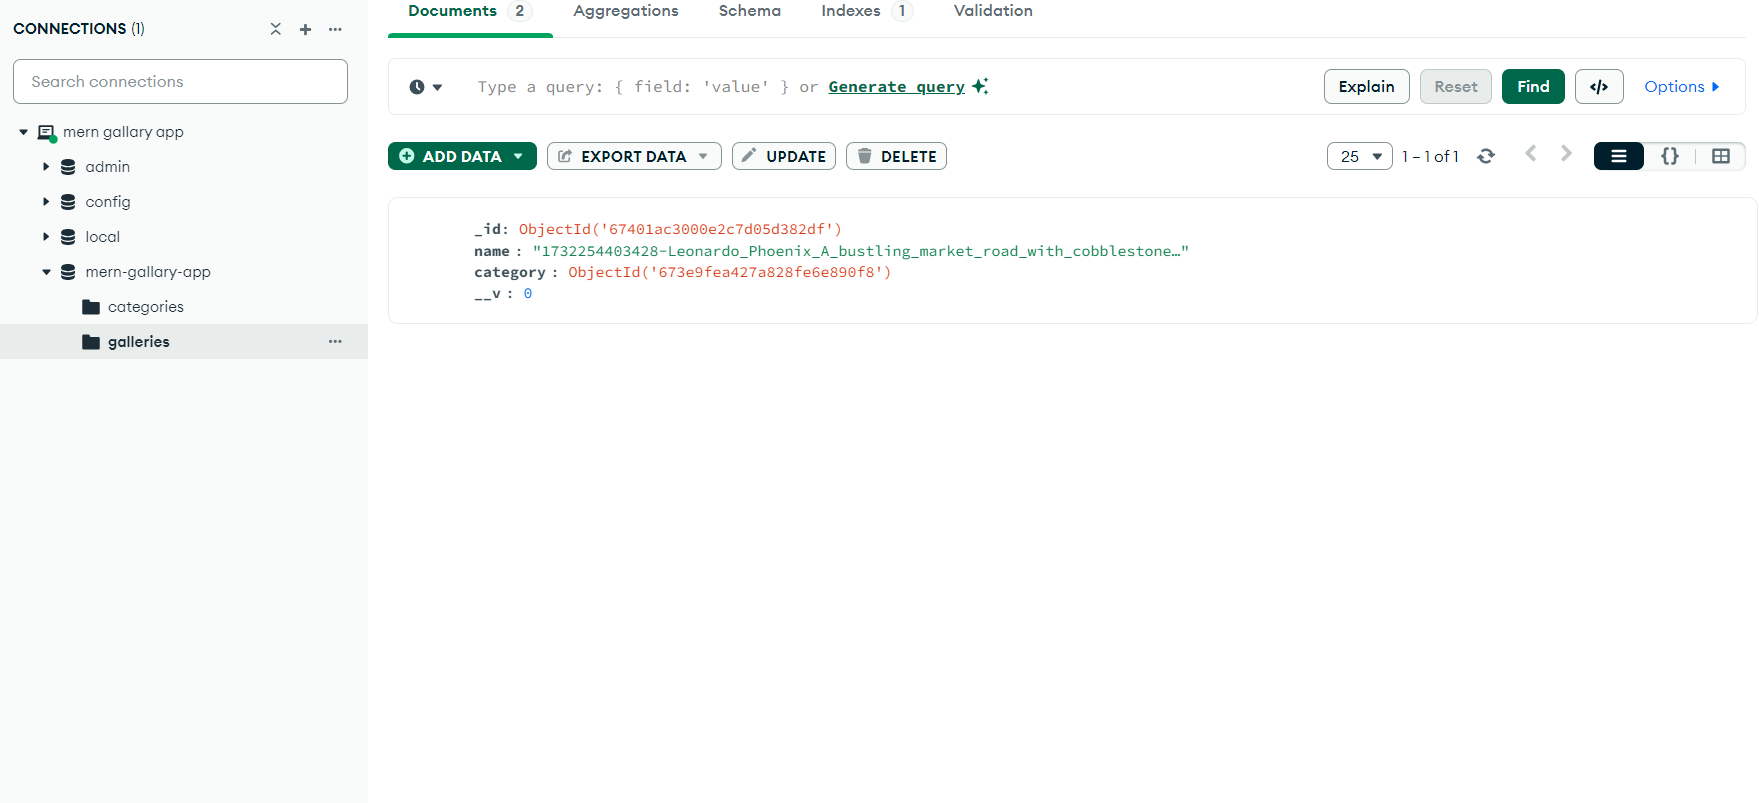 CONNECTIONS (1)
Search connections
mern gallary app
admin
config
local
mern-gallary-app
categories
galleries
Documents 2 Aggregations Schema Indexes 1 Validation
Type a query: { field: 'value' } or Generate query
Explain Reset Find </> Options
ADD DATA EXPORT DATA UPDATE DELETE
25 1 – 1 of 1 {}
_id: ObjectId('67401ac3000e2c7d05d382df')
name : "1732254403428-Leonardo_Phoenix_A_bustling_market_road_with_cobblestone…"
category : ObjectId('673e9fea427a828fe6e890f8')
__v : 0